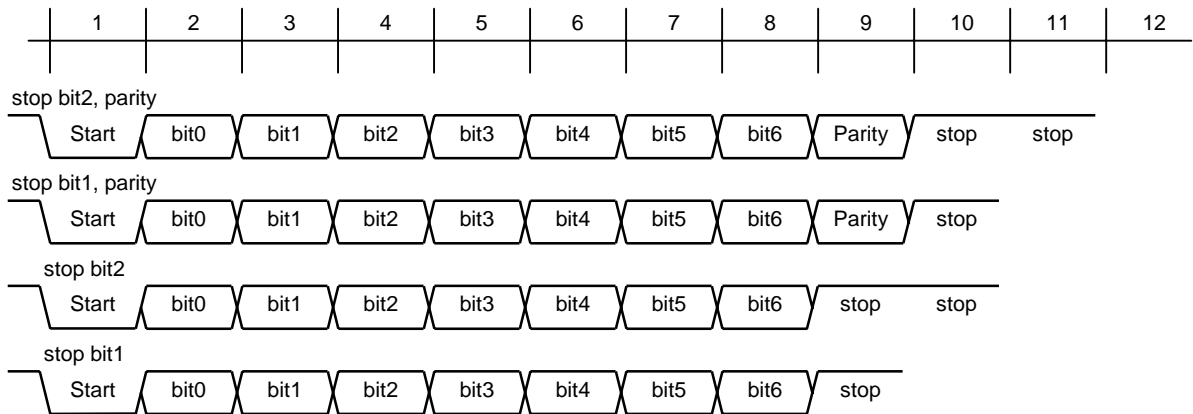 1 2 3 4 5 6 7 8 9 10 11 12
stop bit2, parity
Start bit0 bit1 bit2 bit3 bit4 bit5 bit6 Parity stop stop
stop bit1, parity
Start bit0 bit1 bit2 bit3 bit4 bit5 bit6 Parity stop
stop bit2
Start bit0 bit1 bit2 bit3 bit4 bit5 bit6 stop stop
stop bit1
Start bit0 bit1 bit2 bit3 bit4 bit5 bit6 stop